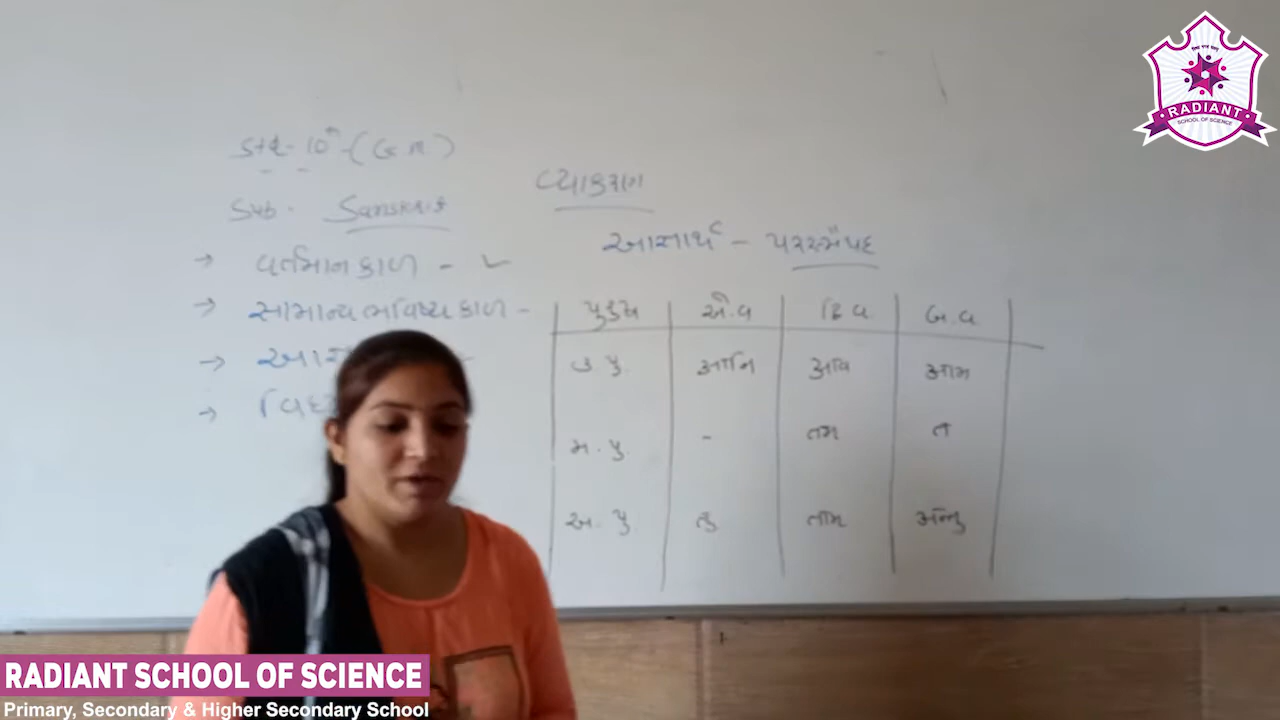 RADIANT
SCHOOL OF SCIENCE
Std - 10th - (G.M)
Sub. Sanskrit
→ વર્તમાનકાળ - ✓
→ સામાન્ય ભવિષ્યકાળ -
→
→
વ્યાકરણ
આજ્ઞાર્થ - પરસ્મૈપદ
પુરુષ એ.વ દ્વિ.વ. બ.વ
ઉ.પુ. आनि आव आम
મ.પુ. - तम त
અ.પુ तु ताम अन्तु
RADIANT SCHOOL OF SCIENCE
Primary, Secondary & Higher Secondary School